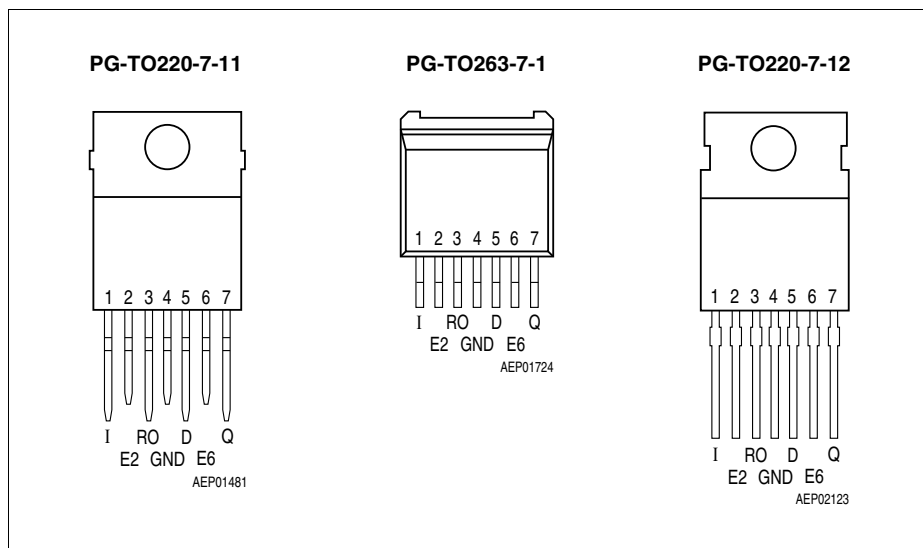 PG-TO220-7-11
1 2 3 4 5 6 7
I RO D Q
E2 GND E6
AEP01481
PG-TO263-7-1
1 2 3 4 5 6 7
I RO D Q
E2 GND E6
AEP01724
PG-TO220-7-12
1 2 3 4 5 6 7
I RO D Q
E2 GND E6
AEP02123